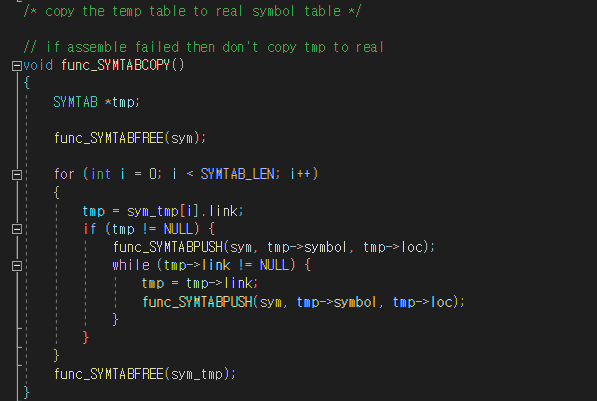 /* copy the temp table to real symbol table */
// if assemble failed then don't copy tmp to real
void func_SYMTABCOPY()
{
SYMTAB *tmp;
func_SYMTABFREE(sym);
for (int i = 0; i < SYMTAB_LEN; i++)
{
tmp = sym_tmp[i].link;
if (tmp != NULL) {
func_SYMTABPUSH(sym, tmp->symbol, tmp->loc);
while (tmp->link != NULL) {
tmp = tmp->link;
func_SYMTABPUSH(sym, tmp->symbol, tmp->loc);
}
}
}
func_SYMTABFREE(sym_tmp);
}